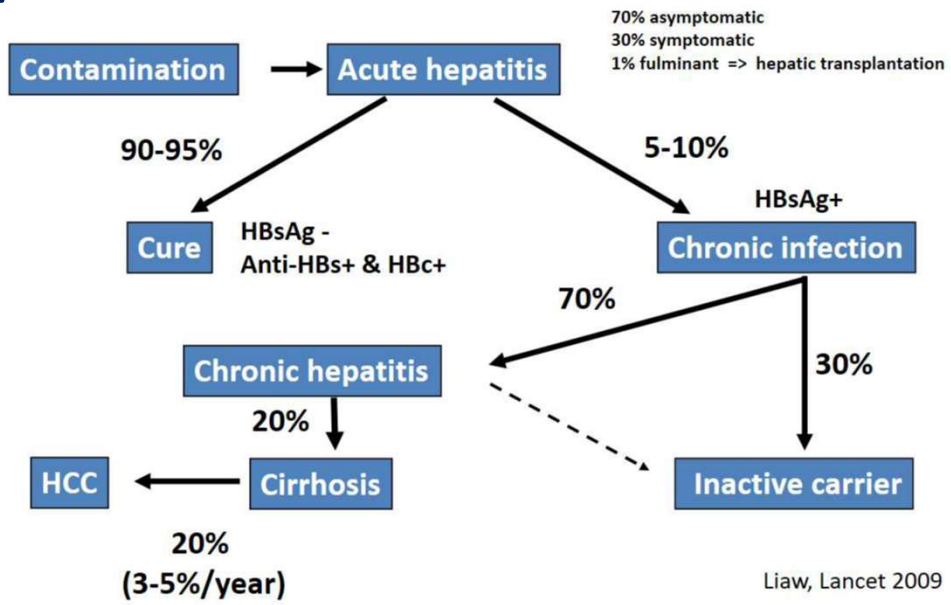 70% asymptomatic
30% symptomatic
1% fulminant => hepatic transplantation
Contamination
Acute hepatitis
90-95%
5-10%
HBsAg+
Cure
HBsAg -
Anti-HBs+ & HBc+
Chronic infection
70%
Chronic hepatitis
30%
20%
HCC
Cirrhosis
Inactive carrier
20%
(3-5%/year)
Liaw, Lancet 2009